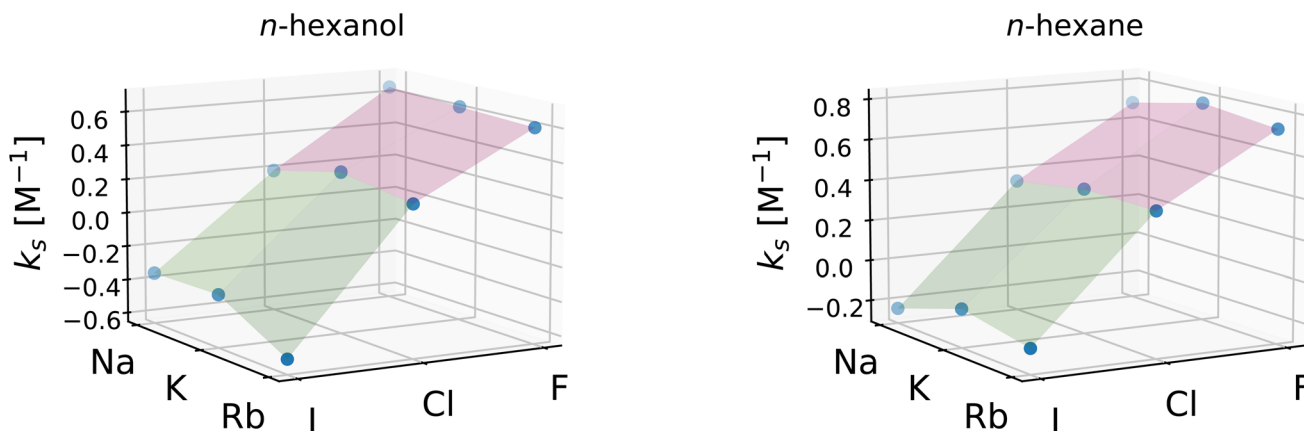 n-hexanol
0.6
0.4
0.2
0.0
−0.2
−0.4
−0.6
k_s [M⁻¹]
Na
K
Rb
I
Cl
F
n-hexane
0.8
0.6
0.4
0.2
0.0
−0.2
k_s [M⁻¹]
Na
K
Rb
I
Cl
F